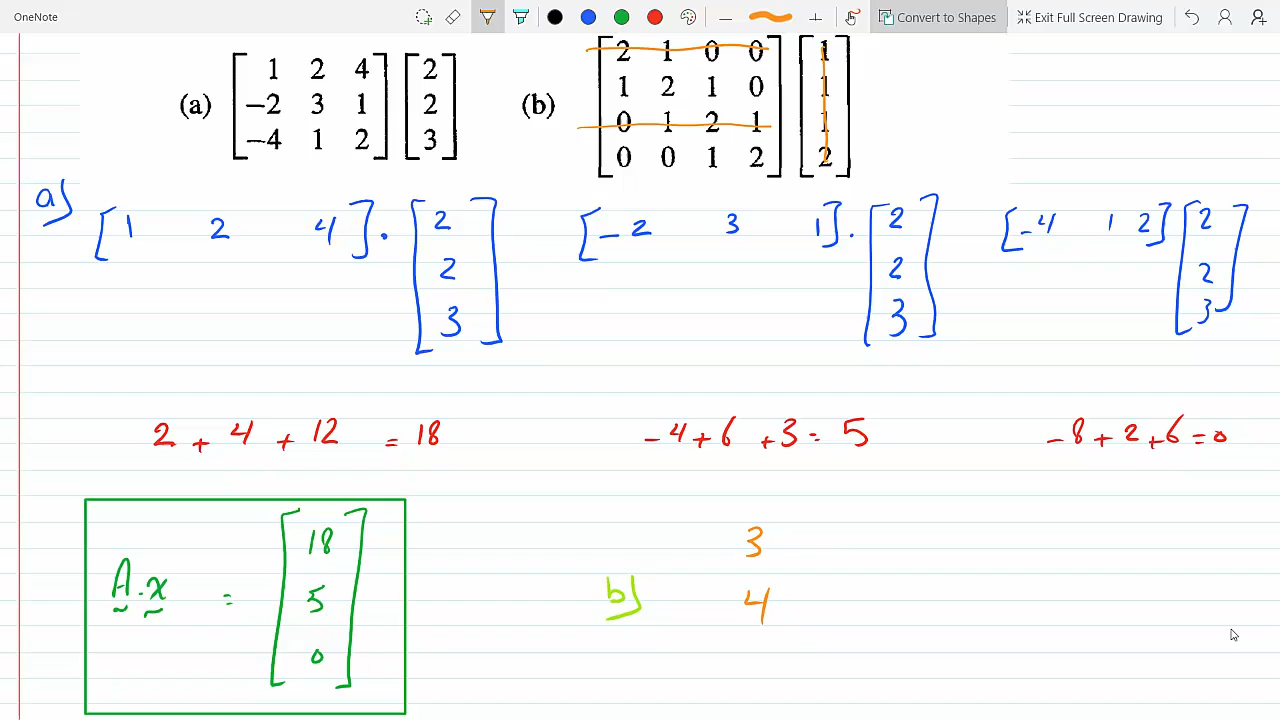 OneNote
Convert to Shapes
Exit Full Screen Drawing
(a) [1 2 4] [2]
[-2 3 1] [2]
[-4 1 2] [3]
(b) [2 1 0 0] [1]
[1 2 1 0] [1]
[0 1 2 1] [1]
[0 0 1 2] [2]
a)
[1 2 4] . [2
2
3]
[-2 3 1] . [2
2
3]
[-4 1 2] [2
2
3]
2 + 4 + 12 = 18
-4 + 6 + 3 = 5
-8 + 2 + 6 = 0
A . x = [18
5
0]
b)
3
4